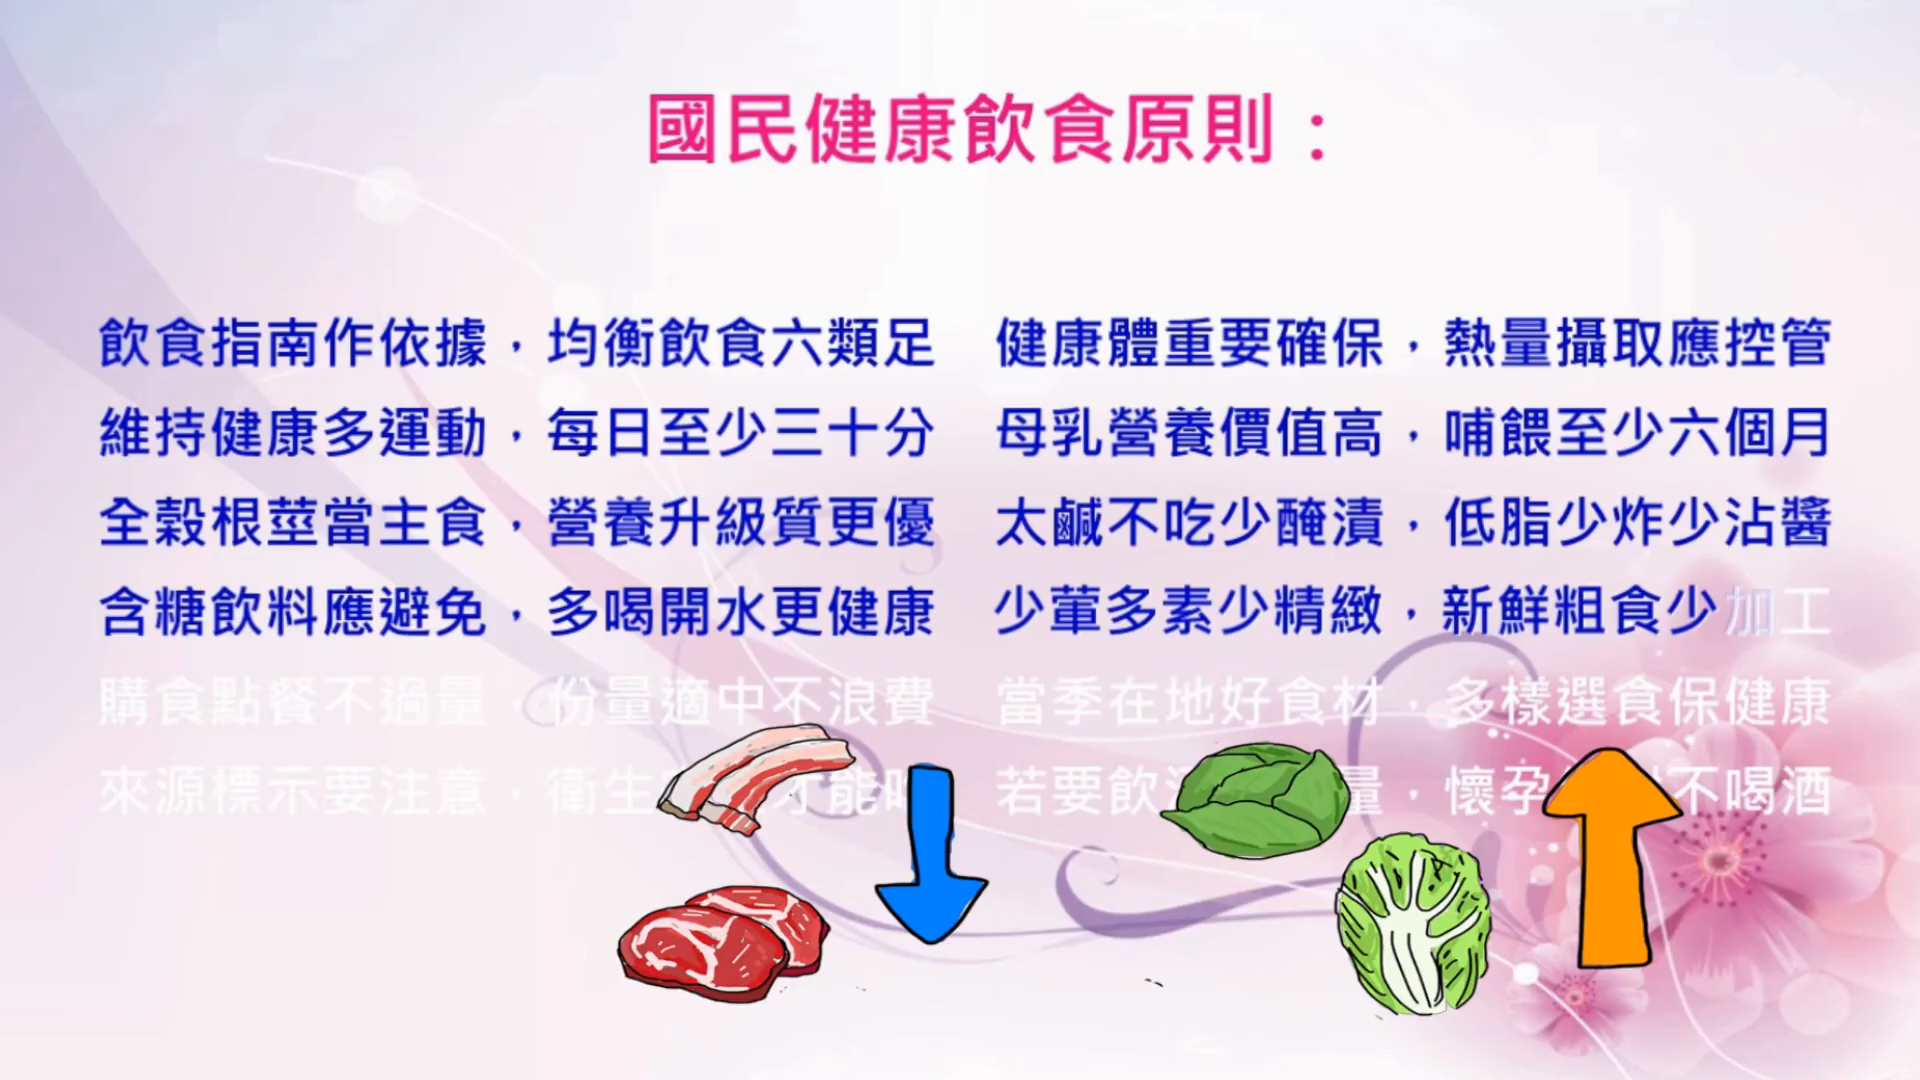 國民健康飲食原則：
飲食指南作依據，均衡飲食六類足
維持健康多運動，每日至少三十分
全穀根莖當主食，營養升級質更優
含糖飲料應避免，多喝開水更健康
購食點餐不過量，份量適中不浪費
來源標示要注意，衛生 才能
健康體重要確保，熱量攝取應控管
母乳營養價值高，哺餵至少六個月
太鹹不吃少醃漬，低脂少炸少沾醬
少葷多素少精緻，新鮮粗食少加工
當季在地好食材，多樣選食保健康
若要飲 量，懷孕 不喝酒